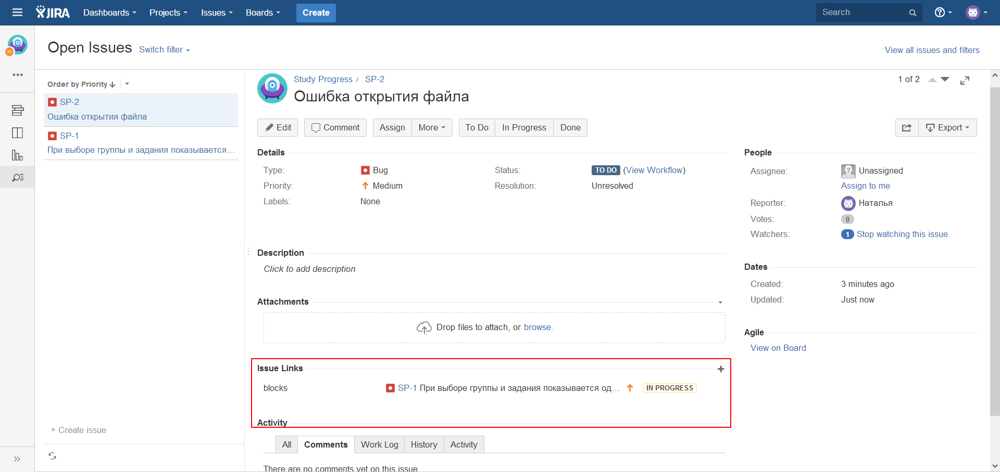 JIRA Dashboards Projects Issues Boards Create Search
Open Issues Switch filter
View all issues and filters
Order by Priority
SP-2
Ошибка открытия файла
SP-1
При выборе группы и задания показывается...
+ Create issue
Study Progress / SP-2
Ошибка открытия файла
1 of 2
Edit Comment Assign More To Do In Progress Done Export
Details
Type: Bug
Status: TO DO (View Workflow)
Priority: Medium
Resolution: Unresolved
Labels: None
Description
Click to add description
Attachments
Drop files to attach, or browse.
Issue Links
blocks SP-1 При выборе группы и задания показывается од... IN PROGRESS
Activity
All Comments Work Log History Activity
There are no comments yet on this issue
People
Assignee: Unassigned
Assign to me
Reporter: Наталья
Votes: 0
Watchers: 1 Stop watching this issue
Dates
Created: 3 minutes ago
Updated: Just now
Agile
View on Board